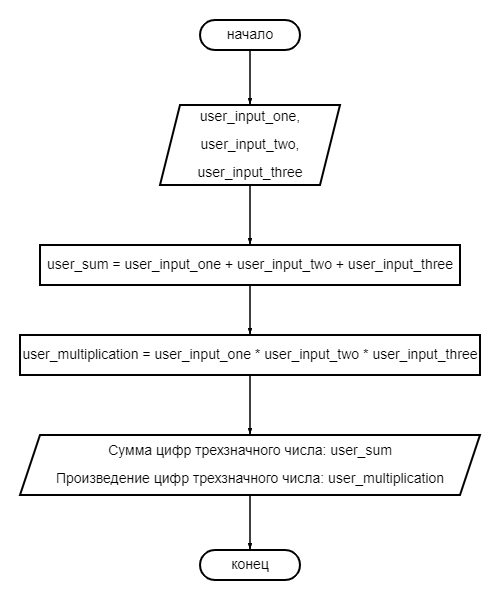 начало
user_input_one,
user_input_two,
user_input_three
user_sum = user_input_one + user_input_two + user_input_three
user_multiplication = user_input_one * user_input_two * user_input_three
Сумма цифр трехзначного числа: user_sum
Произведение цифр трехзначного числа: user_multiplication
конец